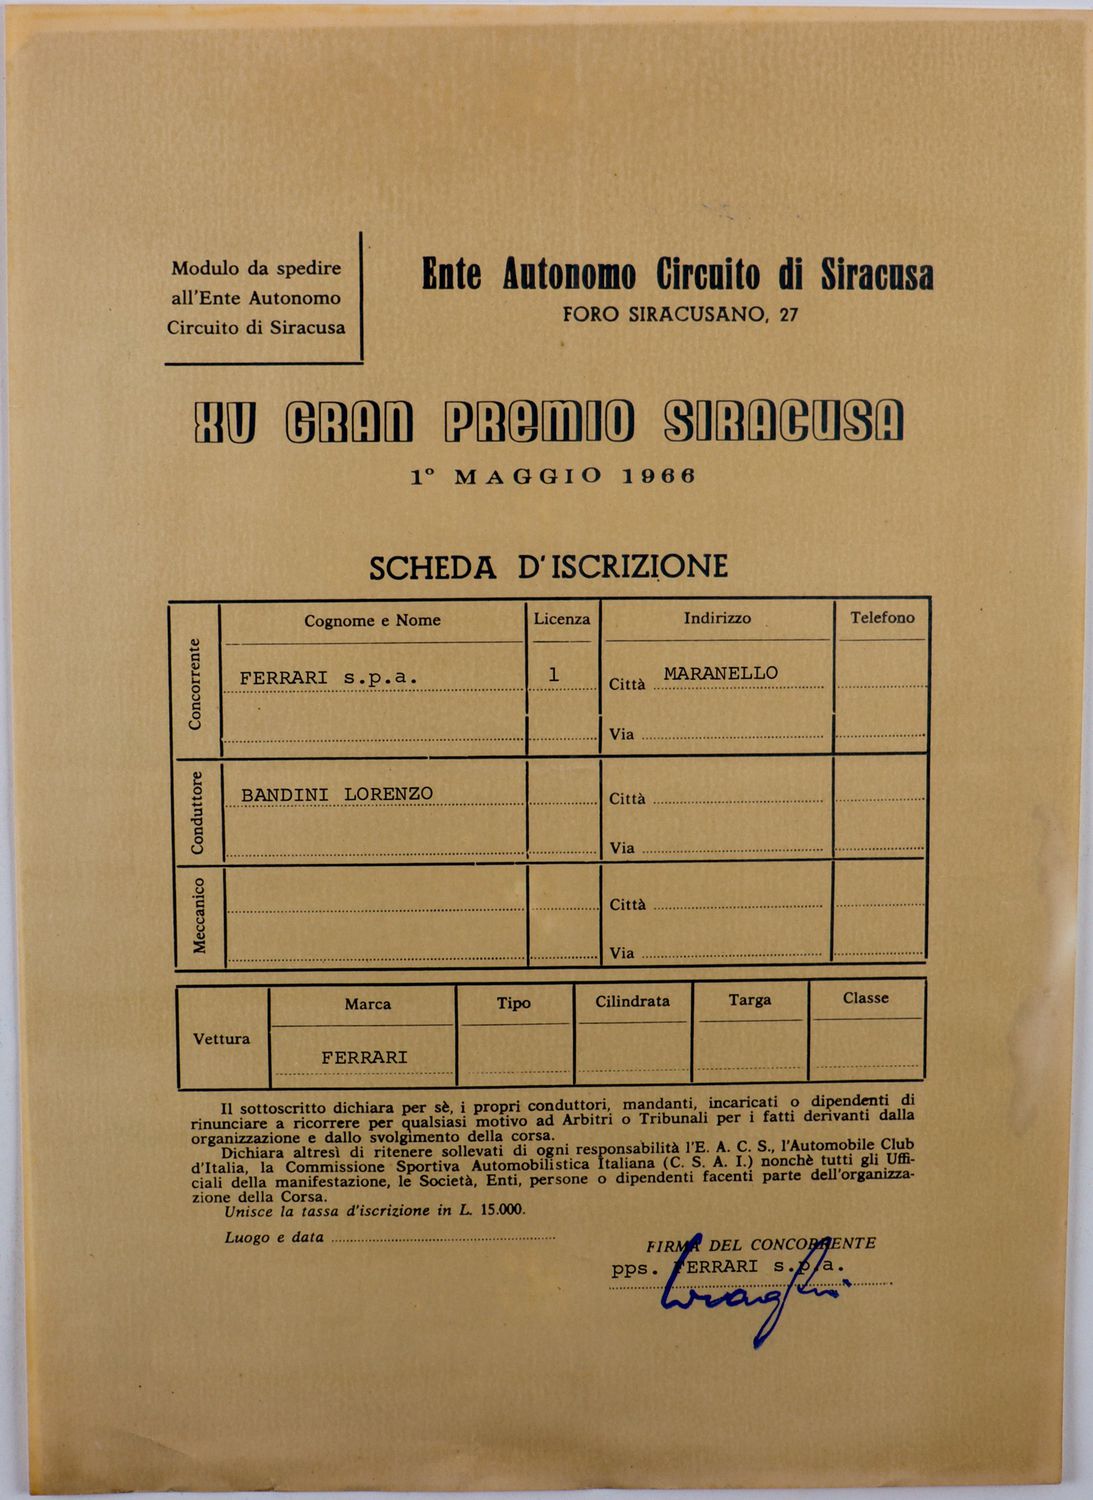 Modulo da spedire
all'Ente Autonomo
Circuito di Siracusa
Ente Autonomo Circuito di Siracusa
FORO SIRACUSANO, 27
XV GRAN PREMIO SIRACUSA
1º MAGGIO 1966
SCHEDA D'ISCRIZIONE
Cognome e Nome Licenza Indirizzo Telefono
Concorrente
FERRARI s.p.a. 1 Città MARANELLO
Via
Conduttore
BANDINI LORENZO Città
Via
Meccanico
Città
Via
Marca Tipo Cilindrata Targa Classe
Vettura
FERRARI
Il sottoscritto dichiara per sè, i propri conduttori, mandanti, incaricati o dipendenti di
rinunciare a ricorrere per qualsiasi motivo ad Arbitri o Tribunali per i fatti derivanti dalla
organizzazione e dallo svolgimento della corsa.
Dichiara altresì di ritenere sollevati di ogni responsabilità l'E. A. C. S., l'Automobile Club
d'Italia, la Commissione Sportiva Automobilistica Italiana (C. S. A. I.) nonchè tutti gli Uffi-
ciali della manifestazione, le Società, Enti, persone o dipendenti facenti parte dell'organizza-
zione della Corsa.
Unisce la tassa d'iscrizione in L. 15.000.
Luogo e data
FIRMA DEL CONCORRENTE
pps. FERRARI s.p.a.